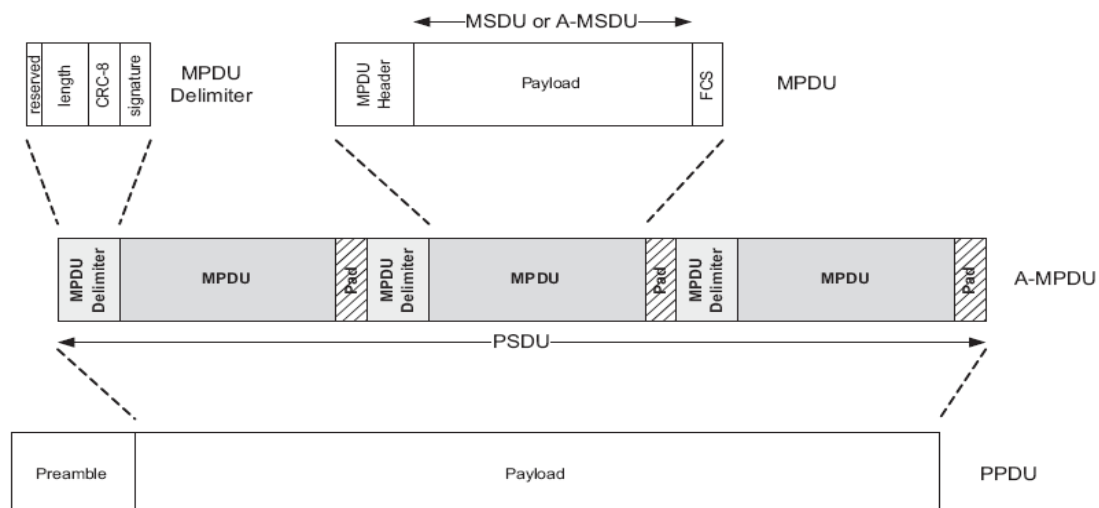 MSDU or A-MSDU
reserved
length
CRC-8
signature
MPDU
Delimiter
MPDU
Header
Payload
FCS
MPDU
MPDU
Delimiter
MPDU
Pad
MPDU
Delimiter
MPDU
Pad
MPDU
Delimiter
MPDU
Pad
A-MPDU
PSDU
Preamble
Payload
PPDU